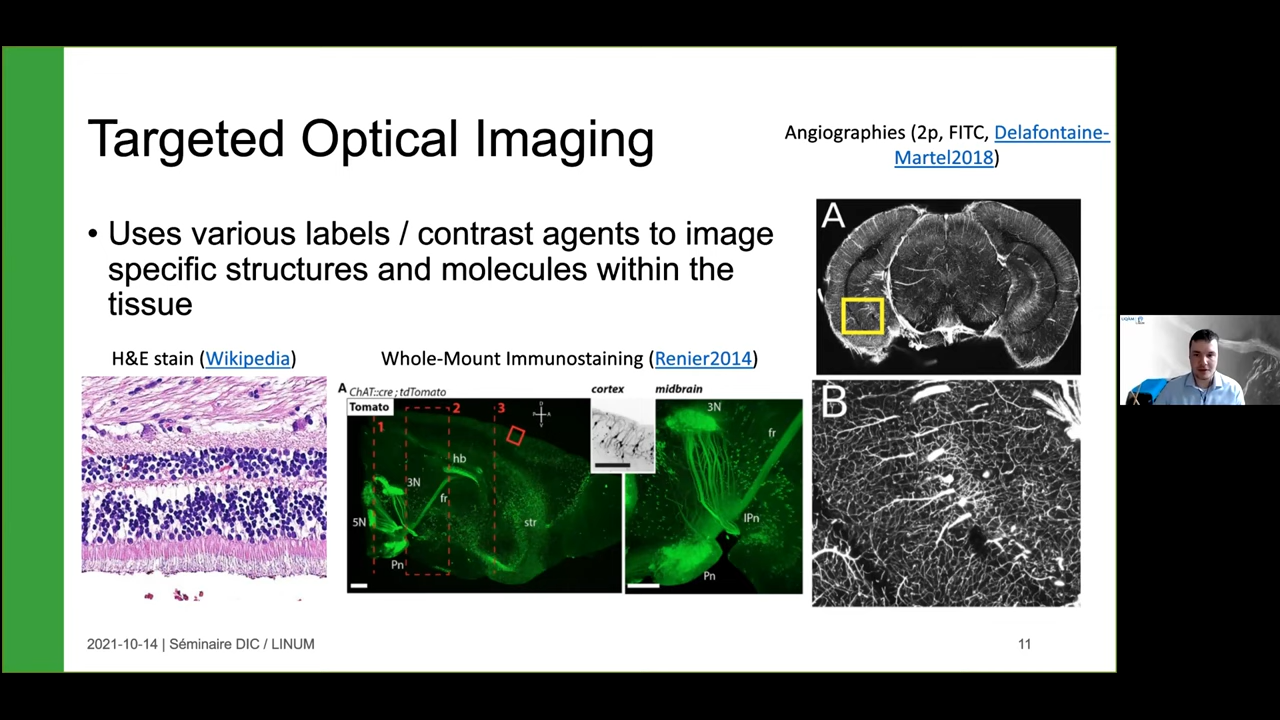 Targeted Optical Imaging
Angiographies (2p, FITC, Delafontaine-
Martel2018)
• Uses various labels / contrast agents to image
specific structures and molecules within the
tissue
H&E stain (Wikipedia)
Whole-Mount Immunostaining (Renier2014)
A
ChAT::cre ; tdTomato
cortex
midbrain
Tomato
1
2
3
hb
3N
fr
5N
str
Pn
3N
fr
IPn
Pn
A
B
2021-10-14 | Séminaire DIC / LINUM
11